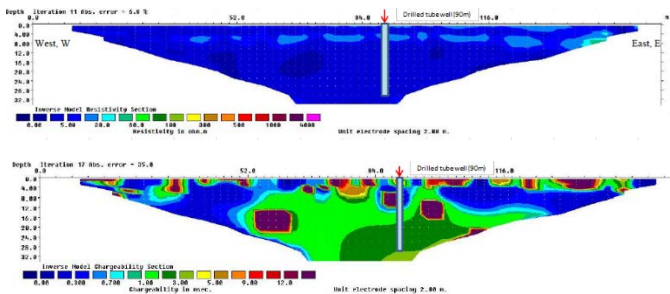 Depth Iteration 11 Abs. error = 6.8 %
Drilled tubewell (90m)
0.0 52.0 84.0 116.0
0.0
4.00
8.00
12.0
16.0
20.0
24.0
28.0
32.0
West, W
East, E
Inverse Model Resistivity Section
0.00 5.00 20.0 50.0 100 300 500 1000 4000
Resistivity in ohm.m
Unit electrode spacing 2.00 m.
Depth Iteration 17 Abs. error = 25.0
Drilled tubewell (90m)
0.0 52.0 84.0 116.0
0.0
4.00
8.00
12.0
16.0
20.0
24.0
28.0
32.0
Inverse Model Chargeability Section
0.00 0.300 0.700 1.00 3.00 5.00 9.00 12.0
Chargeability in msec.
Unit electrode spacing 2.00 m.